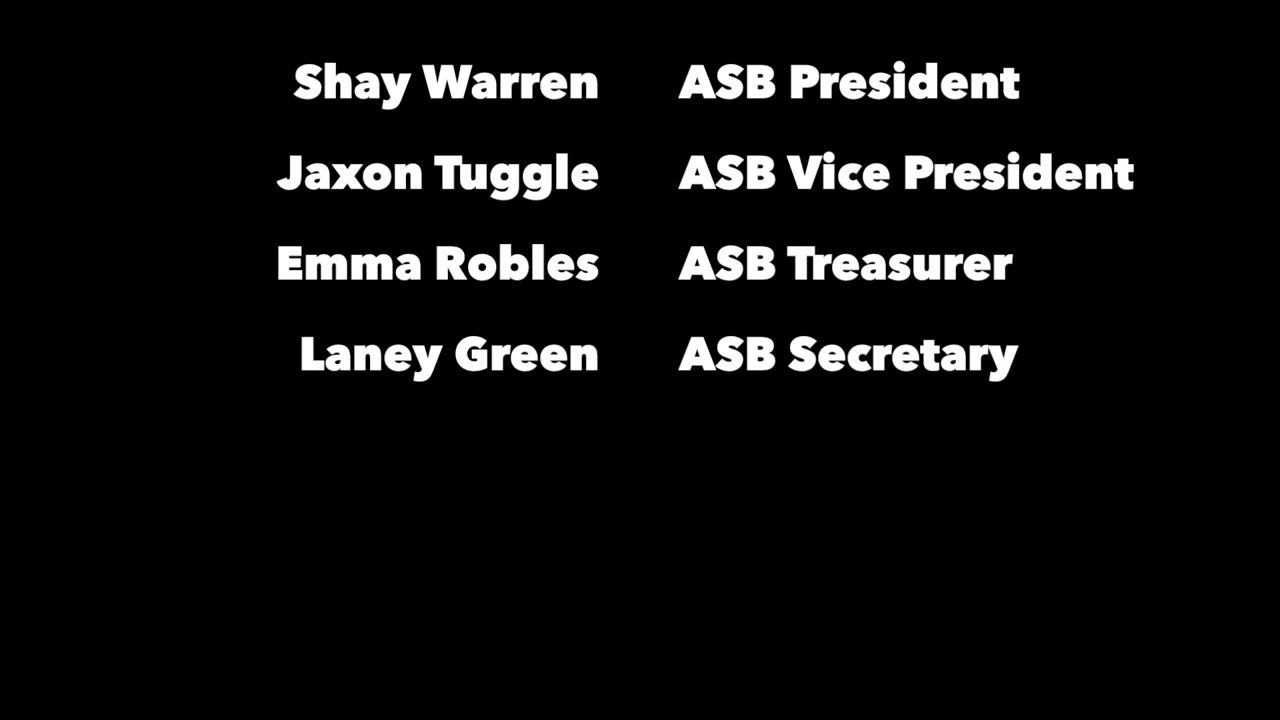 Shay Warren ASB President
Jaxon Tuggle ASB Vice President
Emma Robles ASB Treasurer
Laney Green ASB Secretary